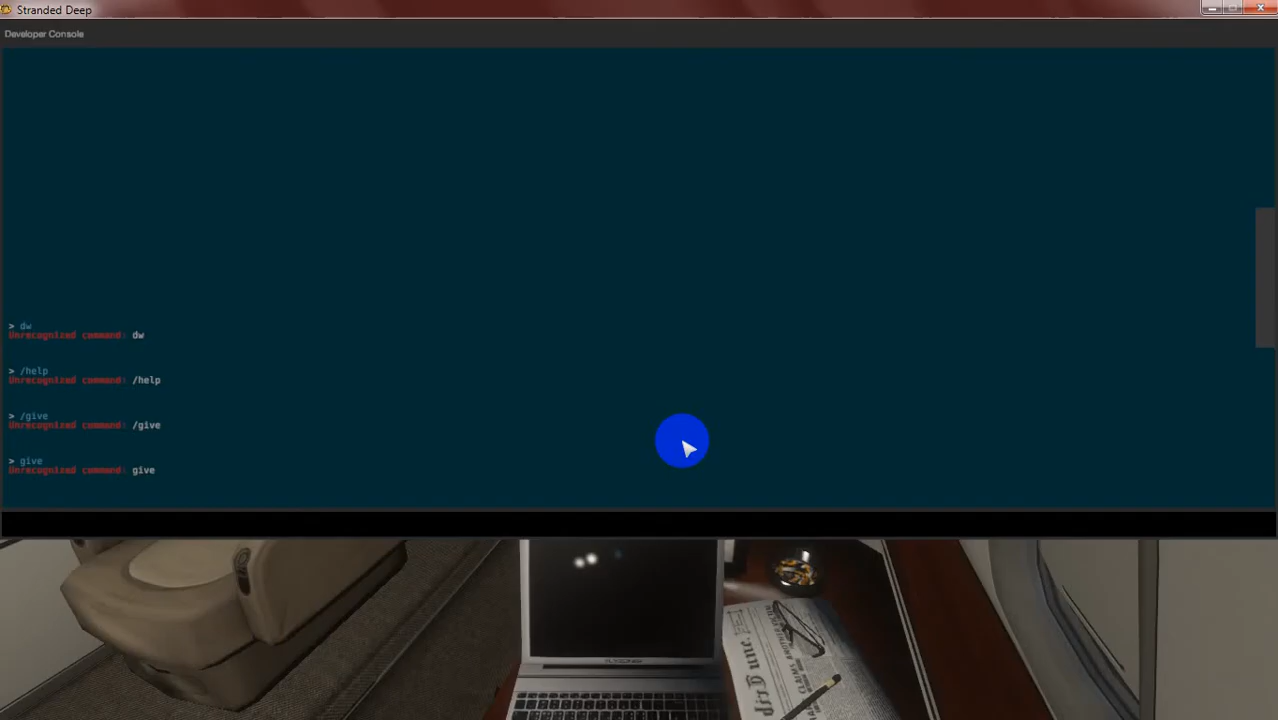 Stranded Deep
Developer Console
> dw
Unrecognized command: dw
> /help
Unrecognized command: /help
> /give
Unrecognized command: /give
> give
Unrecognized command: give